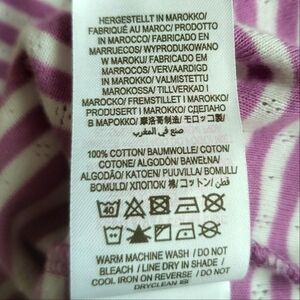 HERGESTELLT IN MAROKKO/
FABRIQUÉ AU MAROC/ PRODOTTO
IN MAROCCO/ FABRICADO EN
MARRUECOS/ WYPRODUKOWANO
W MAROKU/ FABRICADO EM
MARROCOS/ VERVAARDIGD
IN MAROKKO/ VALMISTETTU
MAROKOSSA/ TILLVERKAD I
MAROCKO/ FREMSTILLET I MAROKKO/
PRODUSERT I MAROKKO/ СДЕЛАНО
В МАРОККО/ 摩洛哥制造/ モロッコ製/
صنع في المغرب
100% COTTON/ BAUMWOLLE/ COTON/
COTONE/ ALGODÓN/ BAWEŁNA/
ALGODÃO/ KATOEN/ PUUVILLA/ BOMULL/
BOMULD/ ХЛОПОК/ 棉/ コットン/ قطن
40
WARM MACHINE WASH / DO NOT
BLEACH / LINE DRY IN SHADE /
COOL IRON ON REVERSE / DO NOT
DRYCLEAN